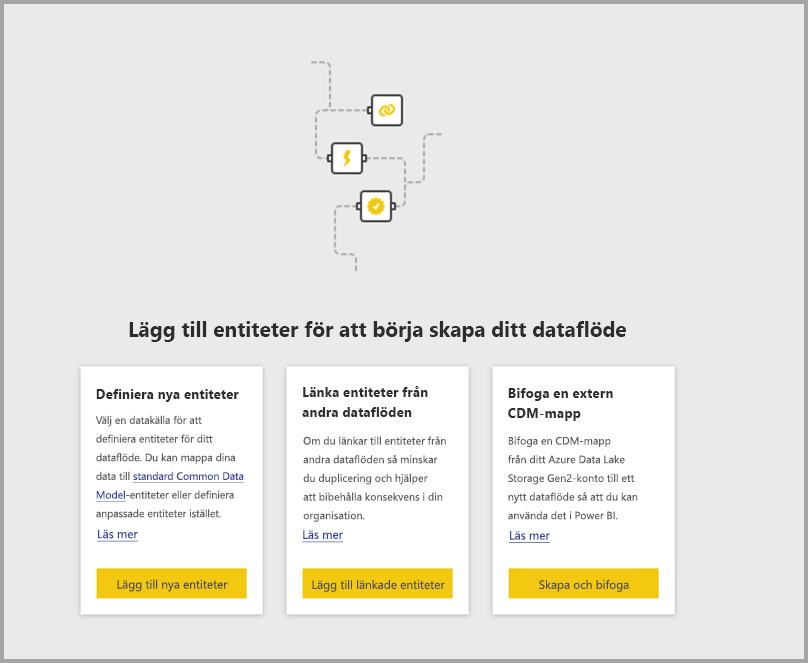 Lägg till entiteter för att börja skapa ditt dataflöde
Definiera nya entiteter
Välj en datakälla för att
definiera entiteter för ditt
dataflöde. Du kan mappa dina
data till standard Common Data
Model-entiteter eller definiera
anpassade entiteter istället.
Läs mer
Lägg till nya entiteter
Länka entiteter från
andra dataflöden
Om du länkar till entiteter från
andra dataflöden så minskar
du duplicering och hjälper
att bibehålla konsekvens i din
organisation.
Läs mer
Lägg till länkade entiteter
Bifoga en extern
CDM-mapp
Bifoga en CDM-mapp
från ditt Azure Data Lake
Storage Gen2-konto till ett
nytt dataflöde så att du kan
använda det i Power BI.
Läs mer
Skapa och bifoga